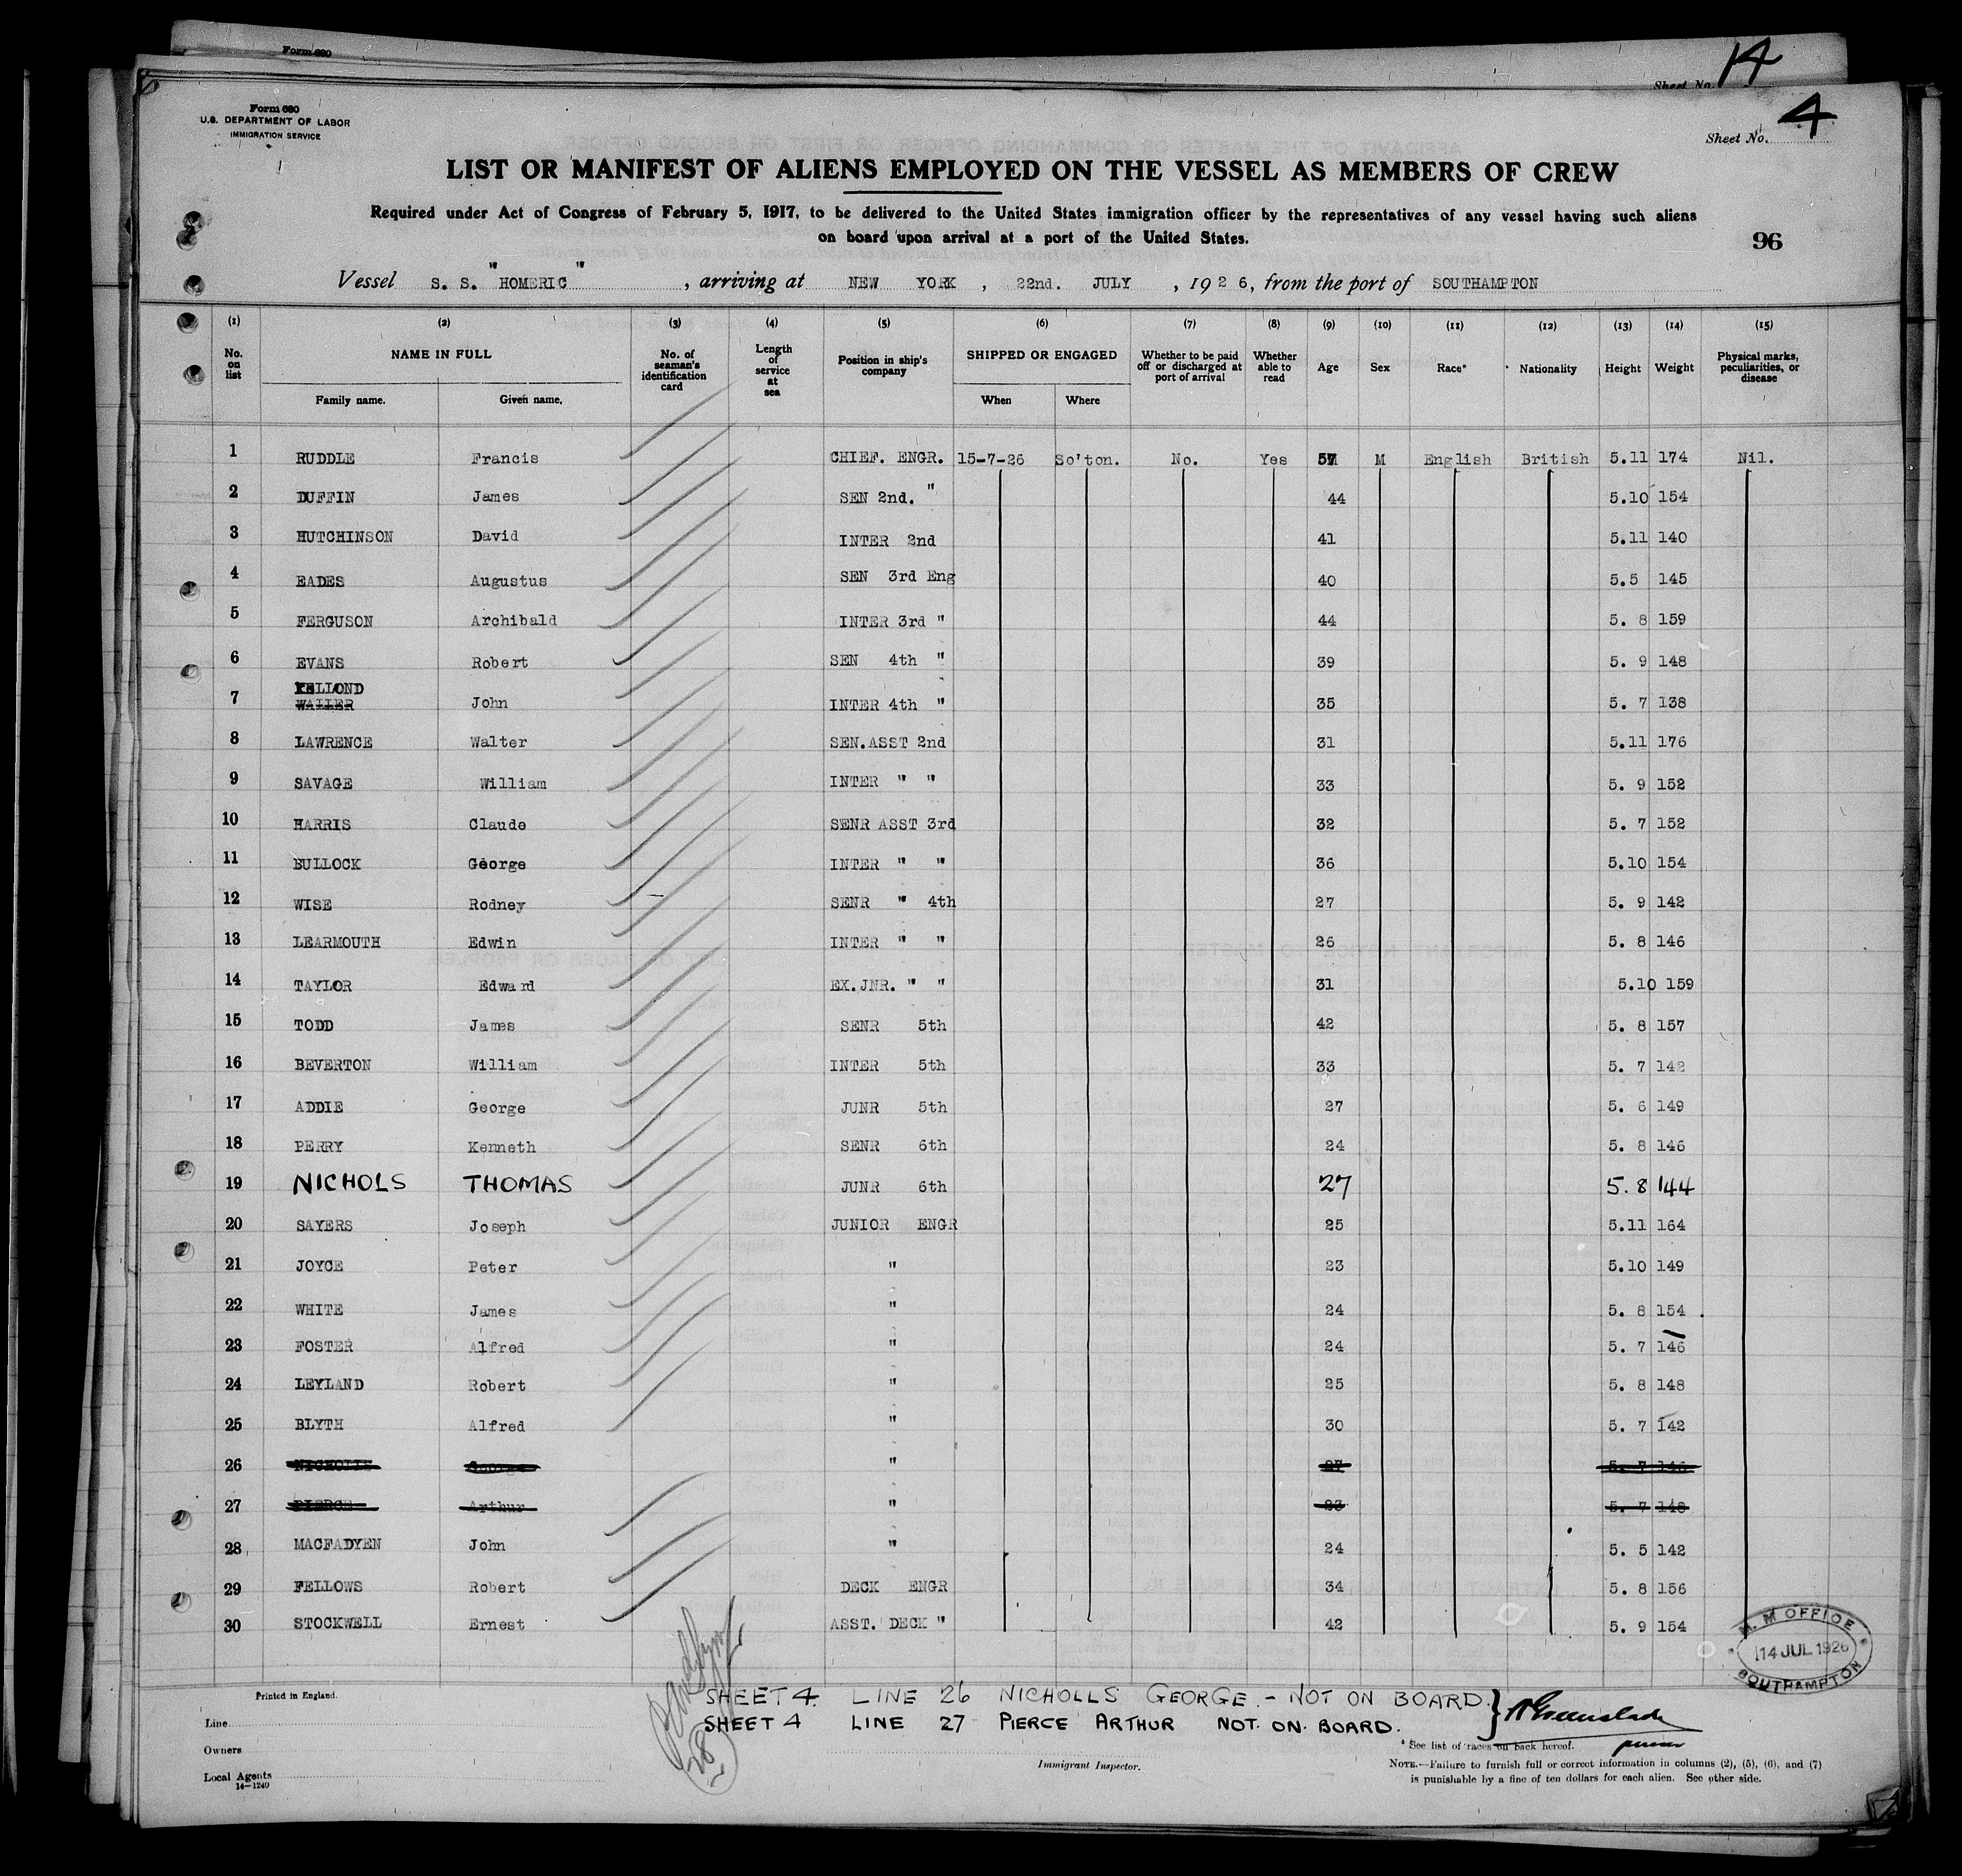 Form 680
14
Sheet No.
Form 680
U.S. DEPARTMENT OF LABOR
IMMIGRATION SERVICE
Sheet No. 4
LIST OR MANIFEST OF ALIENS EMPLOYED ON THE VESSEL AS MEMBERS OF CREW
Required under Act of Congress of February 5, 1917, to be delivered to the United States immigration officer by the representatives of any vessel having such aliens
on board upon arrival at a port of the United States.
96
Vessel S. S. "HOMERIC", arriving at NEW YORK, 22nd. JULY, 1926, from the port of SOUTHAMPTON
(1) (2) (3) (4) (5) (6) (7) (8) (9) (10) (11) (12) (13) (14) (15)
No. on list NAME IN FULL No. of seaman's identification card Length of service at sea Position in ship's company SHIPPED OR ENGAGED Whether to be paid off or discharged at port of arrival Whether able to read Age Sex Race* Nationality Height Weight Physical marks, peculiarities, or disease
Family name. Given name. When Where
1 RUDDLE Francis CHIEF. ENGR. 15-7-26 So'ton. No. Yes 57 M English British 5.11 174 Nil.
2 DUFFIN James SEN 2nd. " 44 5.10 154
3 HUTCHINSON David INTER 2nd 41 5.11 140
4 EADES Augustus SEN 3rd Eng 40 5.5 145
5 FERGUSON Archibald INTER 3rd " 44 5. 8 159
6 EVANS Robert SEN 4th " 39 5. 9 148
YELLOND
7 WALLER John INTER 4th " 35 5. 7 138
8 LAWRENCE Walter SEN.ASST 2nd 31 5.11 176
9 SAVAGE William INTER " " 33 5. 9 152
10 HARRIS Claude SENR ASST 3rd 32 5. 7 152
11 BULLOCK George INTER " " 36 5.10 154
12 WISE Rodney SENR " 4th 27 5. 9 142
13 LEARMOUTH Edwin INTER " " 26 5. 8 146
14 TAYLOR Edward EX.JNR. " " 31 5.10 159
15 TODD James SENR 5th 42 5. 8 157
16 BEVERTON William INTER 5th 33 5. 7 142
17 ADDIE George JUNR 5th 27 5. 6 149
18 PERRY Kenneth SENR 6th 24 5. 8 146
19 NICHOLS THOMAS JUNR 6th 27 5. 8 144
20 SAYERS Joseph JUNIOR ENGR 25 5.11 164
21 JOYCE Peter " 23 5.10 149
22 WHITE James " 24 5. 8 154
23 FOSTER Alfred " 24 5. 7 146
24 LEYLAND Robert " 25 5. 8 148
25 BLYTH Alfred " 30 5. 7 142
26 NICHOLLS George " 27 5. 7 146
27 PIERCE Arthur " 23 5. 7 148
28 MACFADYEN John " 24 5. 5 142
29 FELLOWS Robert DECK ENGR 34 5. 8 156
30 STOCKWELL Ernest ASST. DECK " 42 5. 9 154
M. M OFFICE
14 JUL 1926
SOUTHAMPTON
Printed in England.
SHEET 4. LINE 26 NICHOLLS GEORGE. - NOT ON BOARD.
SHEET 4 LINE 27 PIERCE ARTHUR NOT. ON. BOARD.
28
Line
Owners
Local Agents
14-1240
Immigrant Inspector.
* See list of races on back hereof.
purser
NOTE.—Failure to furnish full or correct information in columns (2), (5), (6), and (7)
is punishable by a fine of ten dollars for each alien. See other side.